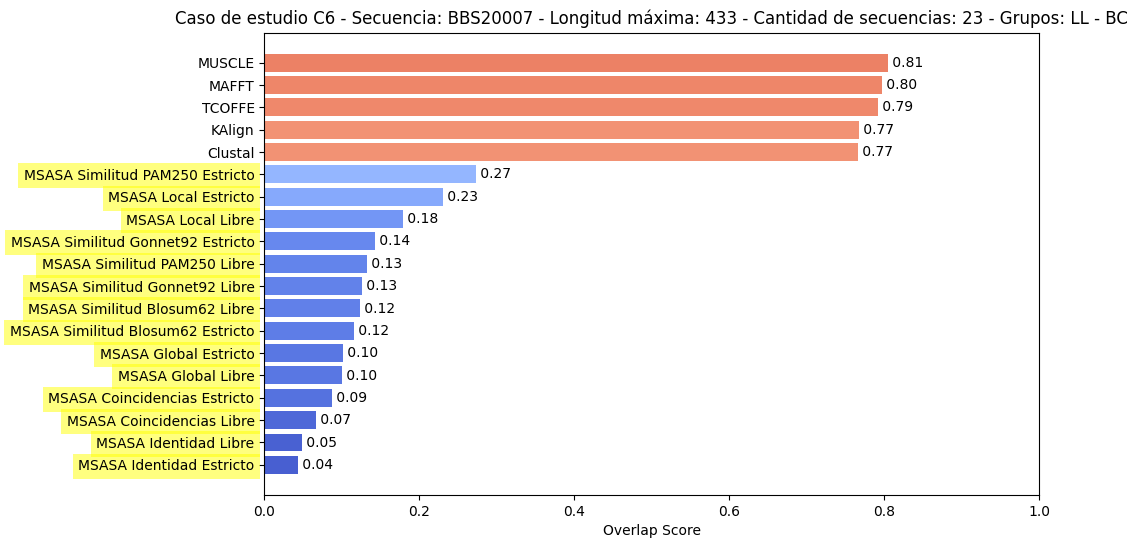 Caso de estudio C6 - Secuencia: BBS20007 - Longitud máxima: 433 - Cantidad de secuencias: 23 - Grupos: LL - BC
MUSCLE 0.81
MAFFT 0.80
TCOFFE 0.79
KAlign 0.77
Clustal 0.77
MSASA Similitud PAM250 Estricto 0.27
MSASA Local Estricto 0.23
MSASA Local Libre 0.18
MSASA Similitud Gonnet92 Estricto 0.14
MSASA Similitud PAM250 Libre 0.13
MSASA Similitud Gonnet92 Libre 0.13
MSASA Similitud Blosum62 Libre 0.12
MSASA Similitud Blosum62 Estricto 0.12
MSASA Global Estricto 0.10
MSASA Global Libre 0.10
MSASA Coincidencias Estricto 0.09
MSASA Coincidencias Libre 0.07
MSASA Identidad Libre 0.05
MSASA Identidad Estricto 0.04
0.0 0.2 0.4 0.6 0.8 1.0
Overlap Score